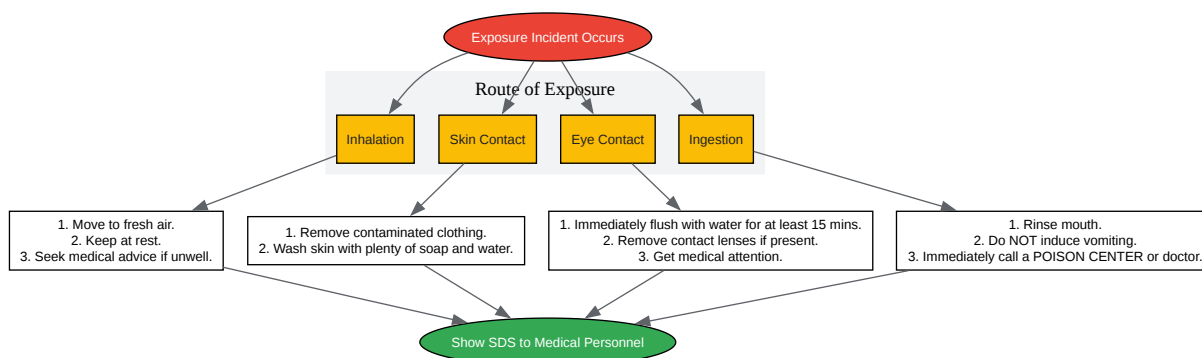 Exposure Incident Occurs
Route of Exposure
Inhalation
Skin Contact
Eye Contact
Ingestion
1. Move to fresh air.
2. Keep at rest.
3. Seek medical advice if unwell.
1. Remove contaminated clothing.
2. Wash skin with plenty of soap and water.
1. Immediately flush with water for at least 15 mins.
2. Remove contact lenses if present.
3. Get medical attention.
1. Rinse mouth.
2. Do NOT induce vomiting.
3. Immediately call a POISON CENTER or doctor.
Show SDS to Medical Personnel